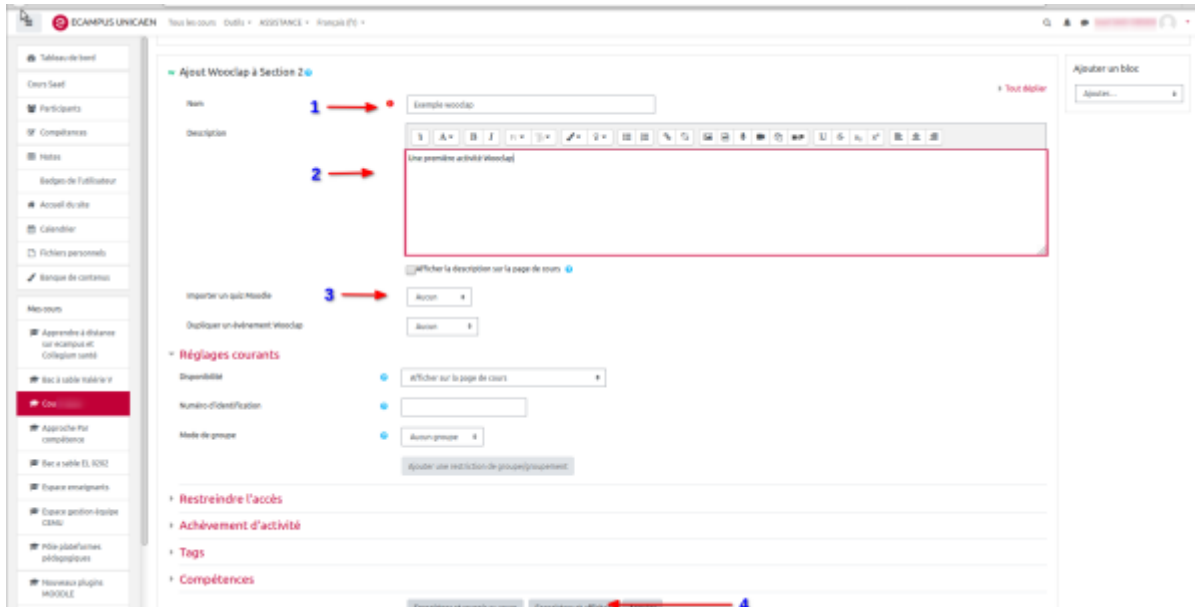 ECAMPUS UNICAEN Tous les cours Outils ASSISTANCE Français (fr)
Tableau de bord
Cours Saad
Participants
Compétences
Notes
Badges de l'utilisateur
Accueil du site
Calendrier
Fichiers personnels
Banque de contenus
Mes cours
Apprendre à distance
sur ecampus et
Collegium santé
Bac à sable Valérie V
Cou
Approche Par
compétence
Bac a sable EL
Espace enseignants
Espace gestion équipe
CEMU
Pôle plateformes
pédagogiques
Nouveaux plugins
MOODLE
Ajout Wooclap à Section 2
Tout déplier
Nom 1 Exemple wooclap
Description
2 Une première activité Wooclap
Afficher la description sur la page de cours
Importer un quiz Moodle 3 Aucun
Dupliquer un événement Wooclap Aucun
Réglages courants
Disponibilité Afficher sur la page de cours
Numéro d'identification
Mode de groupe Aucun groupe
Ajouter une restriction de groupe/groupement
Restreindre l'accès
Achèvement d'activité
Tags
Compétences
4
Ajouter un bloc
Ajouter...